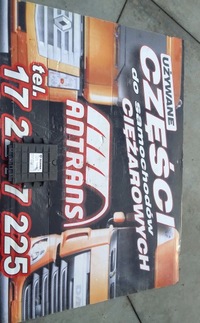 UŻYWANE
CZĘŚCI
do samochodów
CIĘŻAROWYCH
ANTRANS
tel.
17 2 7 225